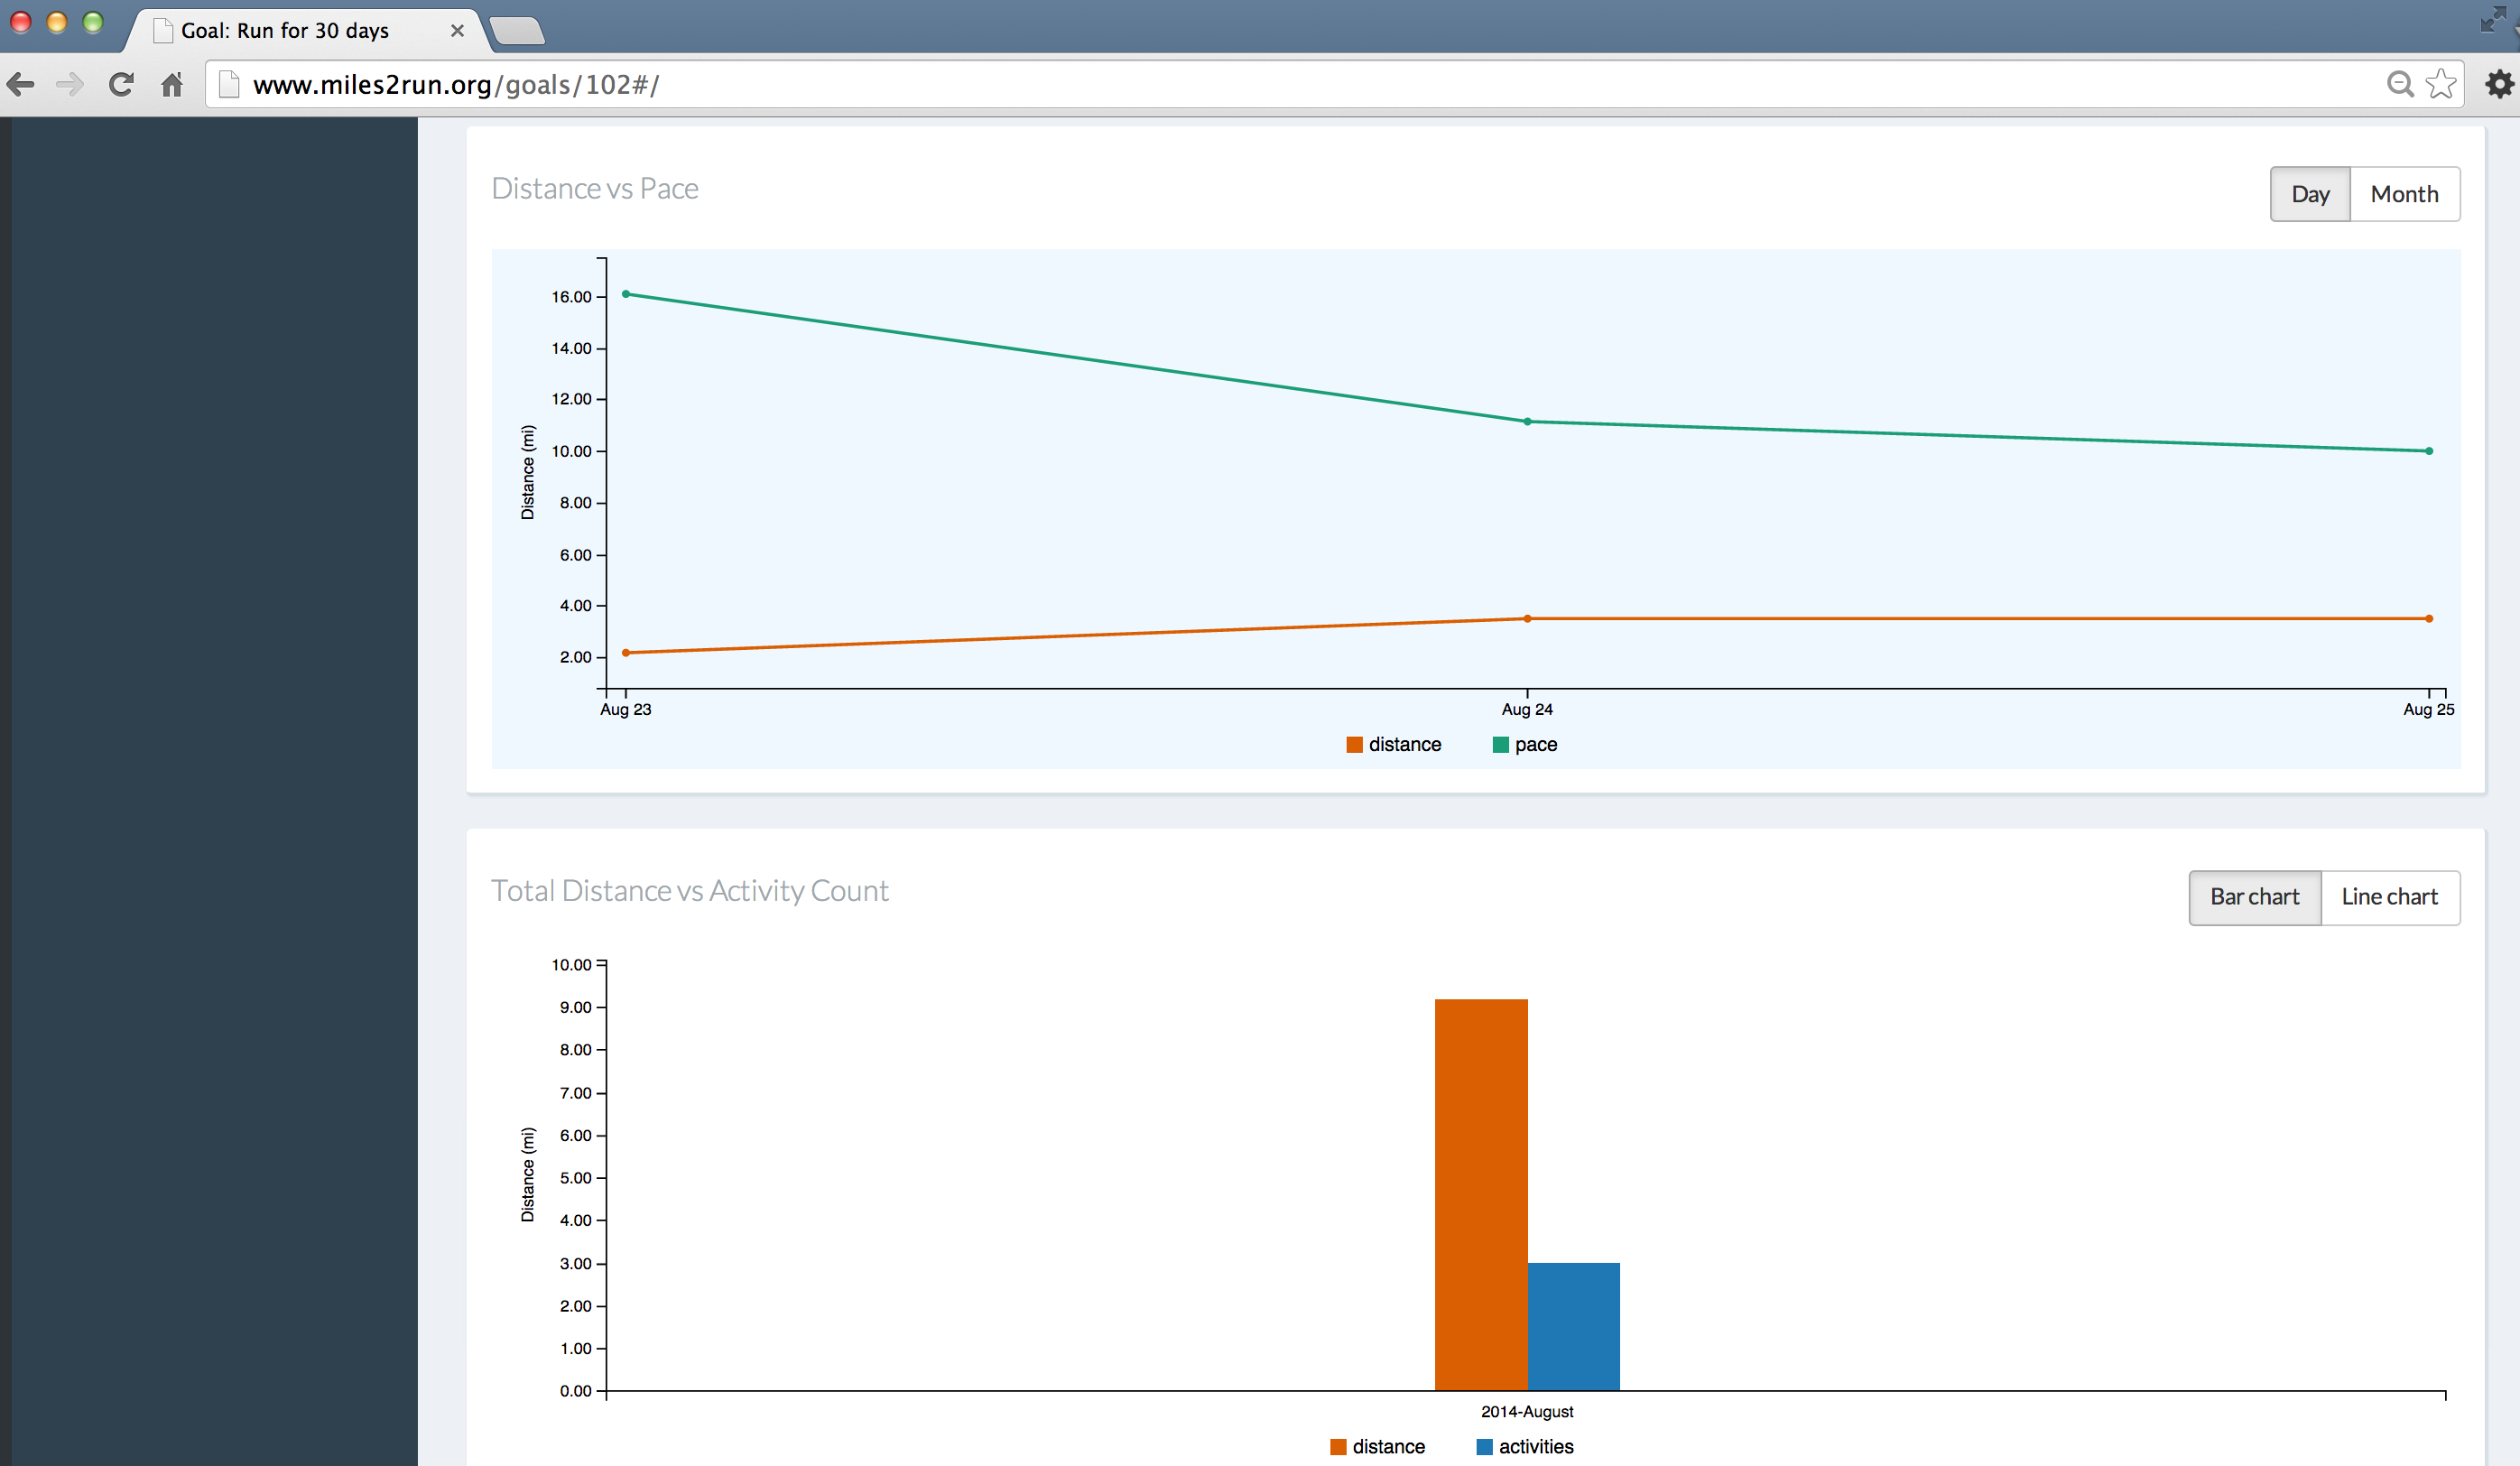 Goal: Run for 30 days
www.miles2run.org/goals/102#/
Distance vs Pace
Day Month
16.00
14.00
12.00
10.00
8.00
6.00
4.00
2.00
Distance (mi)
Aug 23 Aug 24 Aug 25
distance pace
Total Distance vs Activity Count
Bar chart Line chart
10.00
9.00
8.00
7.00
6.00
5.00
4.00
3.00
2.00
1.00
0.00
Distance (mi)
2014-August
distance activities